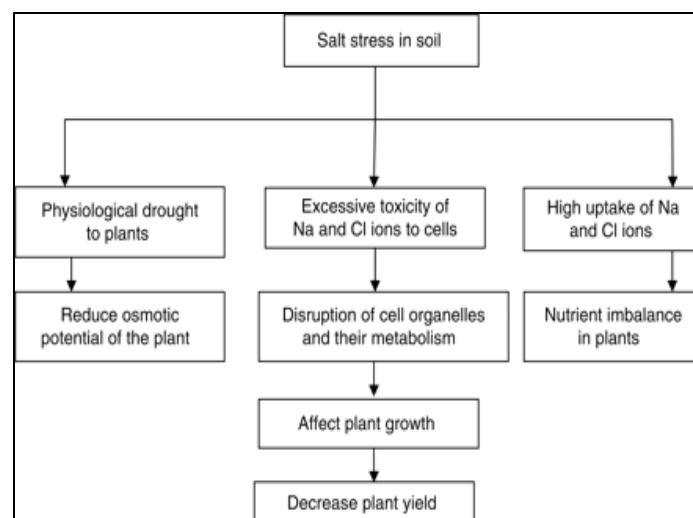 Salt stress in soil
Physiological drought
to plants
Excessive toxicity of
Na and Cl ions to cells
High uptake of Na
and Cl ions
Reduce osmotic
potential of the plant
Disruption of cell organelles
and their metabolism
Nutrient imbalance
in plants
Affect plant growth
Decrease plant yield